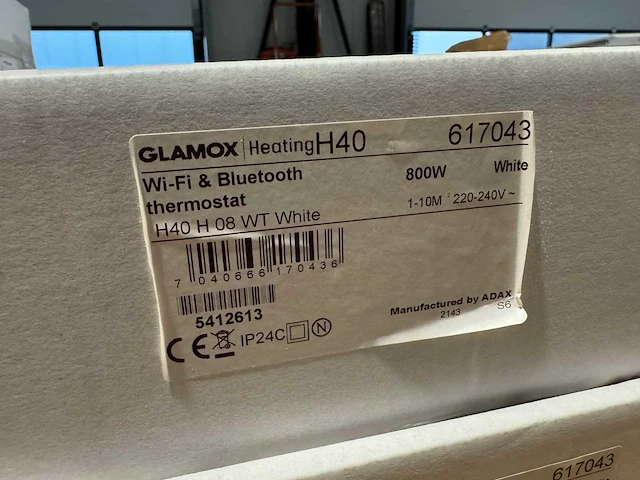 GLAMOX Heating H40 617043
Wi-Fi & Bluetooth thermostat 800W White
H40 H 08 WT White 1-10M 220-240V ~
7 040666 170436
5412613
Manufactured by ADAX
2143 S6
CE IP24C N
617043